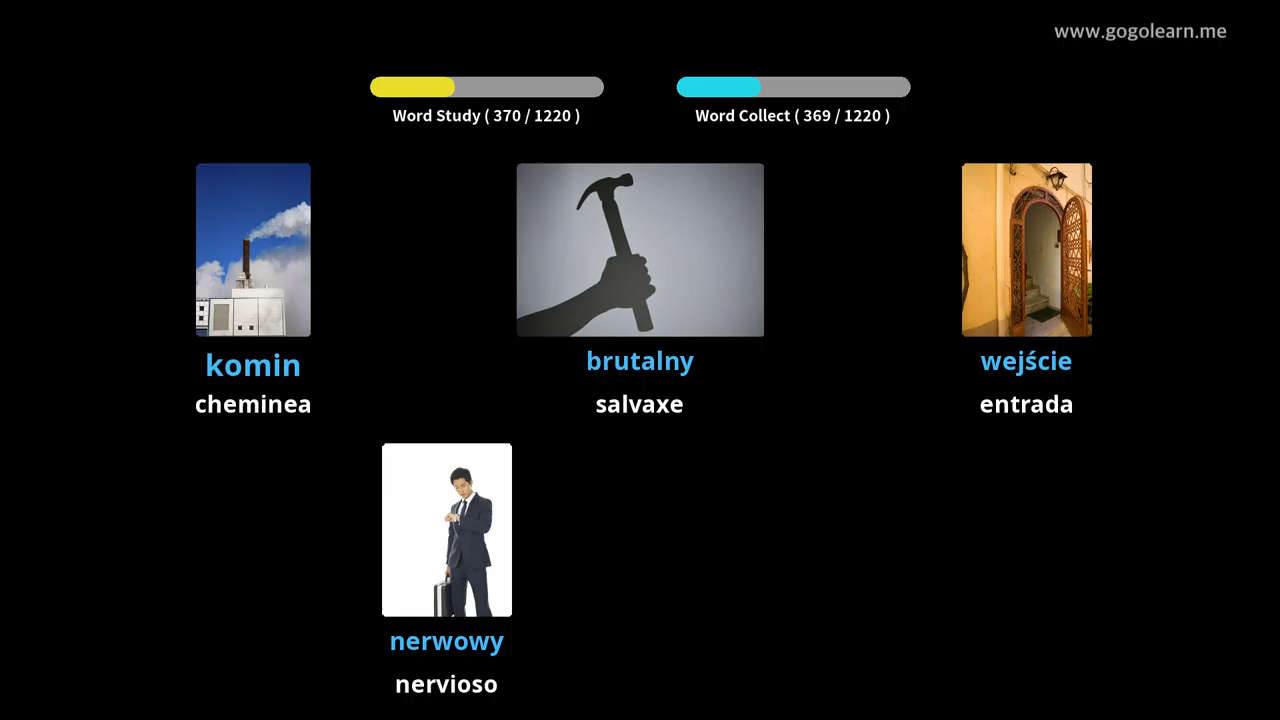 www.gogolearn.me
Word Study ( 370 / 1220 )
Word Collect ( 369 / 1220 )
komin
cheminea
brutalny
salvaxe
wejście
entrada
nerwowy
nervioso